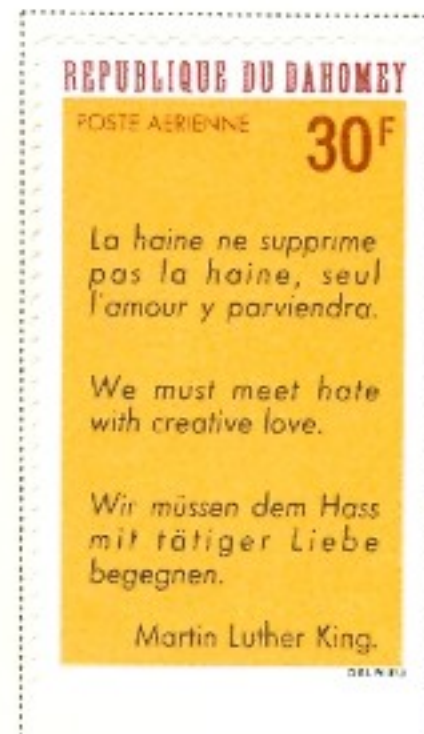 REPUBLIQUE DU DAHOMEY
POSTE AERIENNE 30F
La haine ne supprime
pas la haine, seul
l'amour y parviendra.
We must meet hate
with creative love.
Wir müssen dem Hass
mit tätiger Liebe
begegnen.
Martin Luther King.